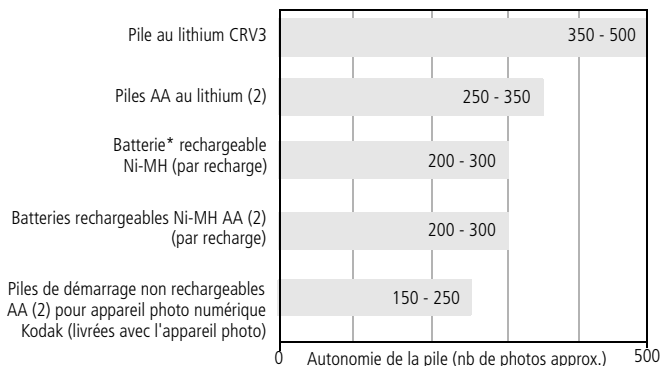 Pile au lithium CRV3
350 - 500
Piles AA au lithium (2)
250 - 350
Batterie* rechargeable
Ni-MH (par recharge)
200 - 300
Batteries rechargeables Ni-MH AA (2)
(par recharge)
200 - 300
Piles de démarrage non rechargeables
AA (2) pour appareil photo numérique
Kodak (livrées avec l'appareil photo)
150 - 250
0
Autonomie de la pile (nb de photos approx.)
500